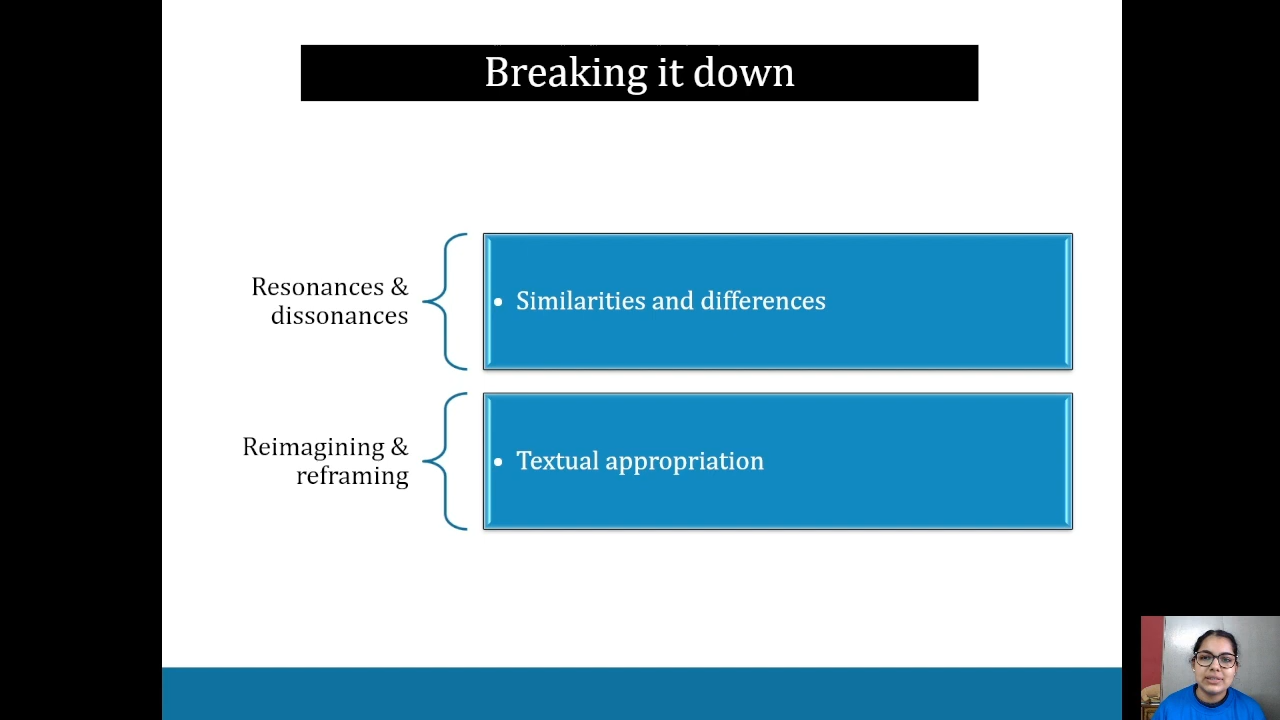 Breaking it down
Resonances &
dissonances
• Similarities and differences
Reimagining &
reframing
• Textual appropriation